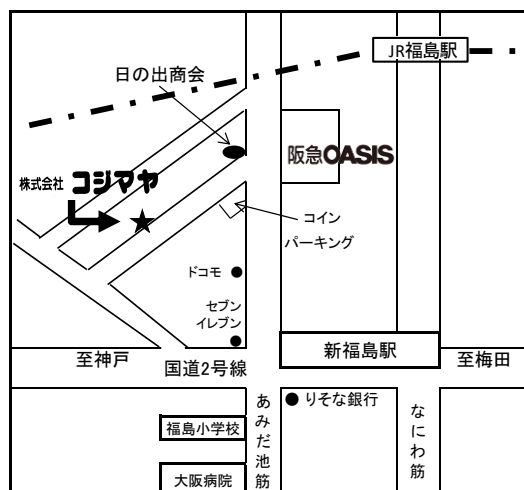 JR福島駅
日の出商会
阪急OASIS
株式会社 コジマヤ
コイン
パーキング
ドコモ
セブン
イレブン
新福島駅
至神戸
国道2号線
至梅田
あみだ池筋
りそな銀行
なにわ筋
福島小学校
大阪病院